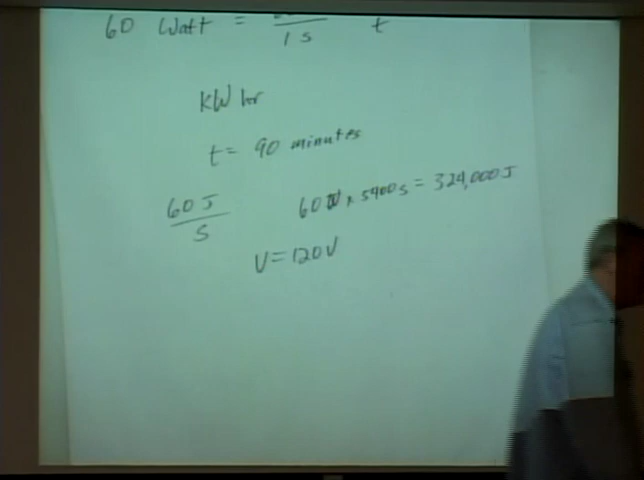 60 Watt = / 1 s t
kW hr
t = 90 minutes
60 J / s 60 W x 5400 s = 324,000 J
V = 120 V